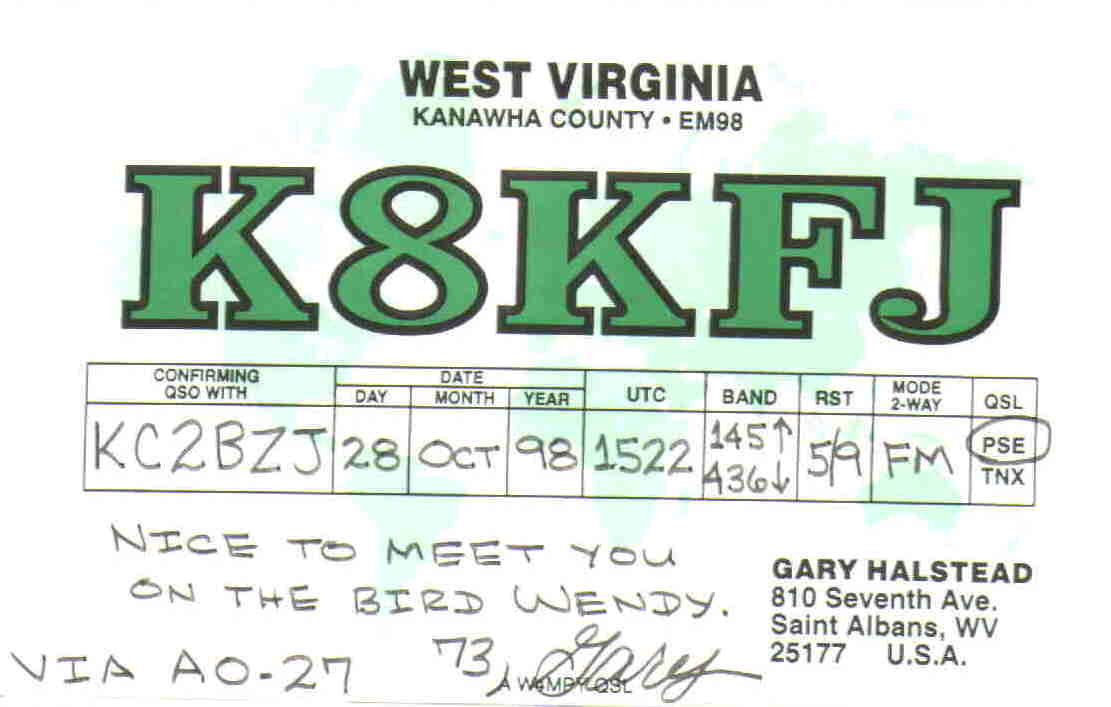 WEST VIRGINIA
KANAWHA COUNTY • EM98
K8KFJ
CONFIRMING QSO WITH DATE UTC BAND RST MODE 2-WAY QSL
DAY MONTH YEAR
KC2BZJ 28 OCT 98 1522 145↑ 436↓ 5/9 FM PSE TNX
NICE TO MEET YOU
ON THE BIRD WENDY.
VIA AO-27 73, Gary
A W4MPY QSL
GARY HALSTEAD
810 Seventh Ave.
Saint Albans, WV
25177 U.S.A.